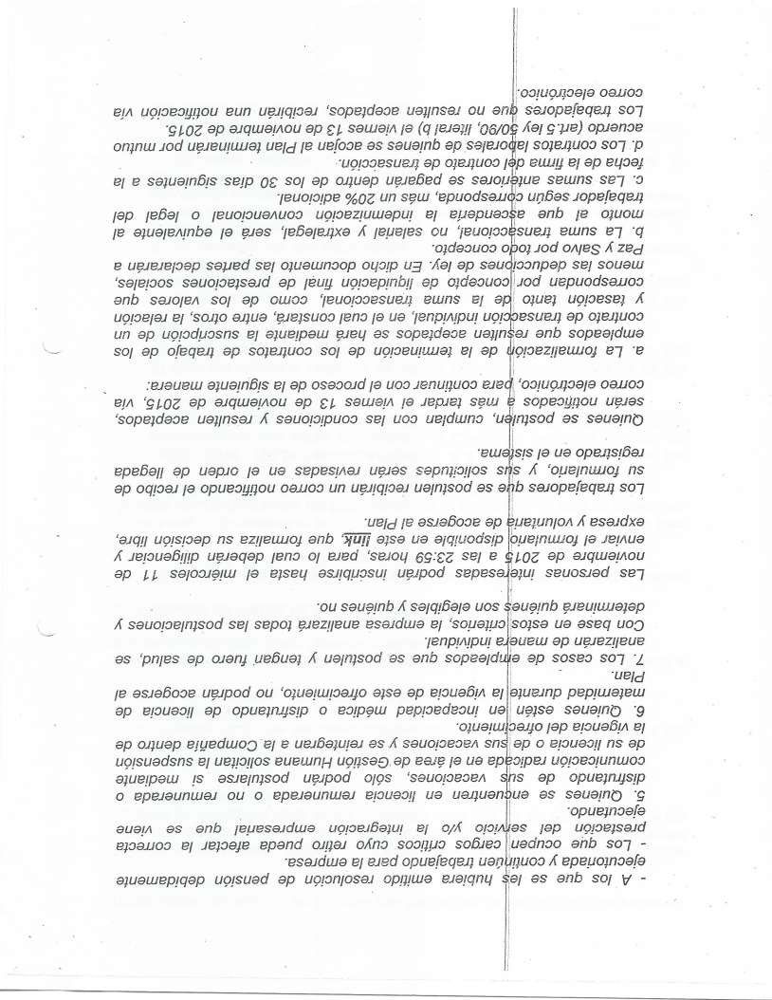 - A los que se les hubiera emitido resolución de pensión debidamente
ejecutoriada y continúen trabajando para la empresa.
- Los que ocupen cargos críticos cuyo retiro pueda afectar la correcta
prestación del servicio y/o la integración empresarial que se viene
ejecutando.
5. Quienes se encuentren en licencia remunerada o no remunerada o
disfrutando de sus vacaciones, sólo podrán postularse si mediante
comunicación radicada en el área de Gestión Humana solicitan la suspensión
de su licencia o de sus vacaciones y se reintegran a la Compañía dentro de
la vigencia del ofrecimiento.
6. Quienes estén en incapacidad médica o disfrutando de licencia de
maternidad durante la vigencia de este ofrecimiento, no podrán acogerse al
Plan.
7. Los casos de empleados que se postulen y tengan fuero de salud, se
analizarán de manera individual.
Con base en estos criterios, la empresa analizará todas las postulaciones y
determinará quiénes son elegibles y quiénes no.
Las personas interesadas podrán inscribirse hasta el miércoles 11 de
noviembre de 2015 a las 23:59 horas, para lo cual deberán diligenciar y
enviar el formulario disponible en este link, que formaliza su decisión libre,
expresa y voluntaria de acogerse al Plan.
Los trabajadores que se postulen recibirán un correo notificando el recibo de
su formulario, y sus solicitudes serán revisadas en el orden de llegada
registrado en el sistema.
Quienes se postulen, cumplan con las condiciones y resulten aceptados,
serán notificados a más tardar el viernes 13 de noviembre de 2015, vía
correo electrónico, para continuar con el proceso de la siguiente manera:
a. La formalización de la terminación de los contratos de trabajo de los
empleados que resulten aceptados se hará mediante la suscripción de un
contrato de transacción individual, en el cual constará, entre otros, la relación
y tasación tanto de la suma transaccional, como de los valores que
correspondan por concepto de liquidación final de prestaciones sociales,
menos las deducciones de ley. En dicho documento las partes declararán a
Paz y Salvo por todo concepto.
b. La suma transaccional, no salarial y extralegal, será el equivalente al
monto al que ascendería la indemnización convencional o legal del
trabajador según corresponda, más un 20% adicional.
c. Las sumas anteriores se pagarán dentro de los 30 días siguientes a la
fecha de la firma del contrato de transacción.
d. Los contratos laborales de quienes se acojan al Plan terminarán por mutuo
acuerdo (art.5 ley 50/90, literal b) el viernes 13 de noviembre de 2015.
Los trabajadores que no resulten aceptados, recibirán una notificación vía
correo electrónico.